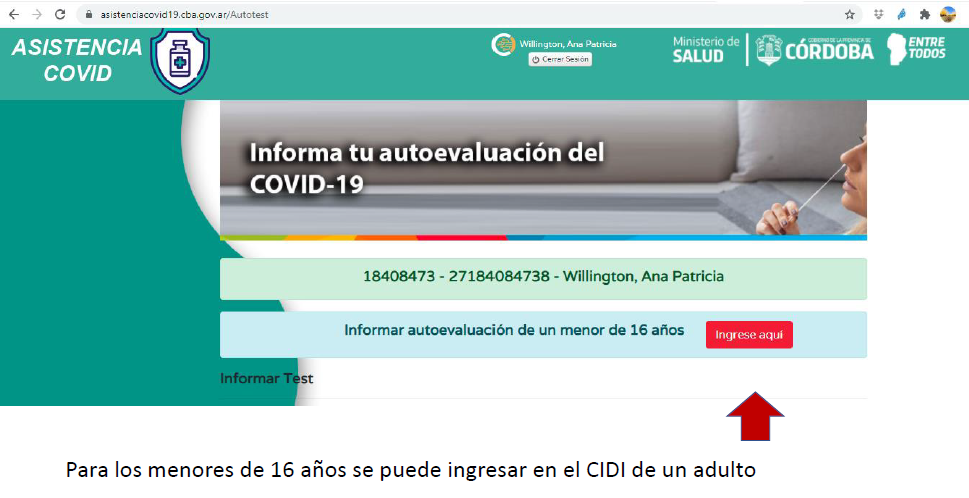 asistenciacovid19.cba.gov.ar/Autotest
ASISTENCIA
COVID
Willington, Ana Patricia
Cerrar Sesión
Ministerio de
SALUD
GOBIERNO DE LA PROVINCIA DE
CÓRDOBA
ENTRE
TODOS
Informa tu autoevaluación del
COVID-19
18408473 - 27184084738 - Willington, Ana Patricia
Informar autoevaluación de un menor de 16 años
Ingrese aquí
Informar Test
Para los menores de 16 años se puede ingresar en el CIDI de un adulto